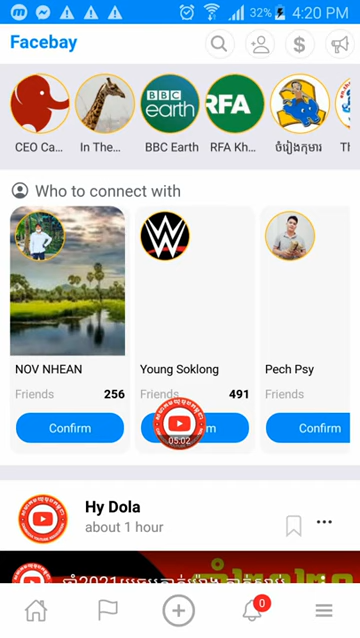 32% 4:20 PM
Facebay
CEO Ca...
In The...
BBC
earth
BBC Earth
RFA
RFA Kh...
ចំរៀងកុមារ
Th
Who to connect with
NOV NHEAN
Young Soklong
Pech Psy
Friends 256
Friends 491
Friends
Confirm
m
Confirm
05:02
Hy Dola
about 1 hour
0